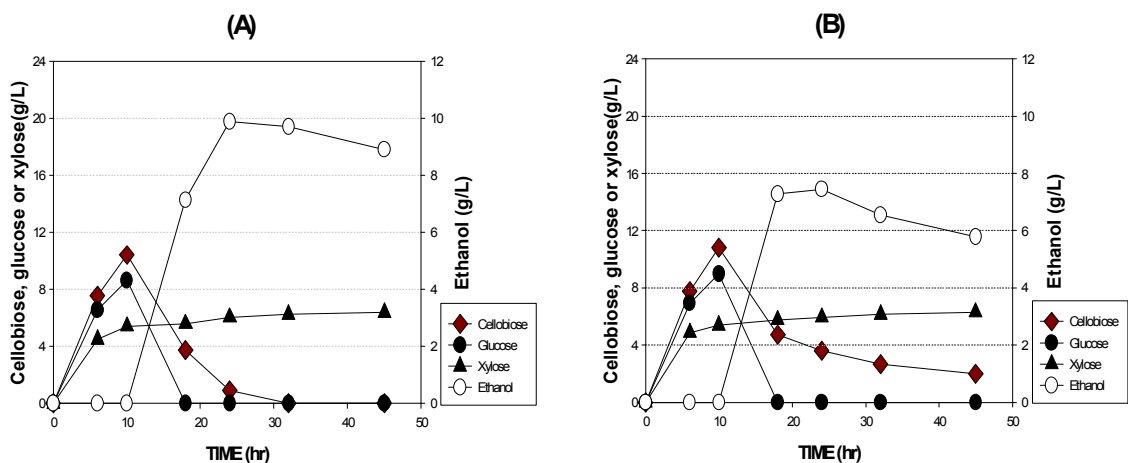 (A)
Cellobiose, glucose or xylose(g/L)
24
20
16
12
8
4
0
0
10
20
30
40
50
TIME (hr)
12
10
8
6
4
2
0
Ethanol (g/L)
Cellobiose
Glucose
Xylose
Ethanol
(B)
Cellobiose, glucose or xylose(g/L)
24
20
16
12
8
4
0
0
10
20
30
40
50
TIME (hr)
12
10
8
6
4
2
0
Ethanol (g/L)
Cellobiose
Glucose
Xylose
Ethanol